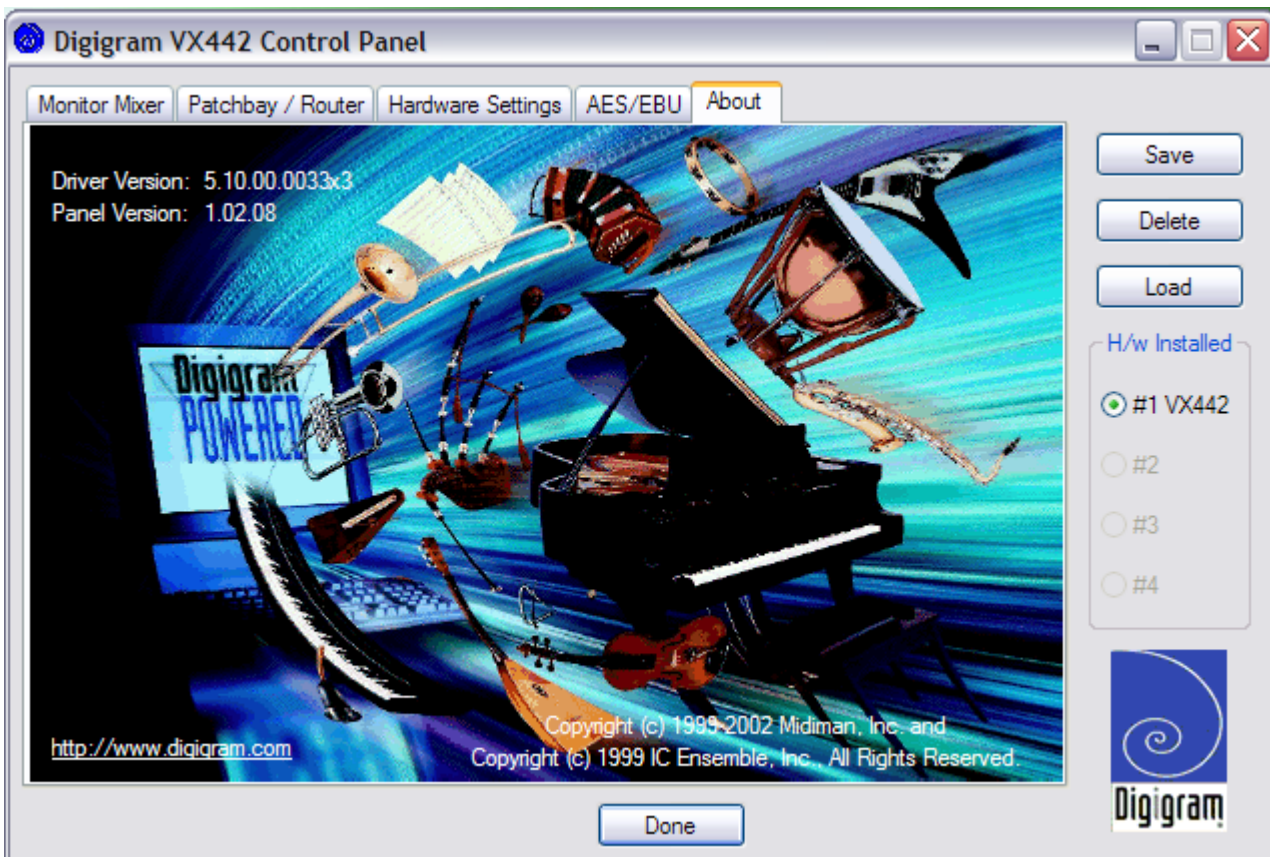 Digigram VX442 Control Panel
Monitor Mixer Patchbay / Router Hardware Settings AES/EBU About
Driver Version: 5.10.00.0033x3
Panel Version: 1.02.08
Digigram
POWERED
http://www.digigram.com
Copyright (c) 1999-2002 Midiman, Inc. and
Copyright (c) 1999 IC Ensemble, Inc., All Rights Reserved.
Save
Delete
Load
H/w Installed
#1 VX442
#2
#3
#4
Digigram
Done